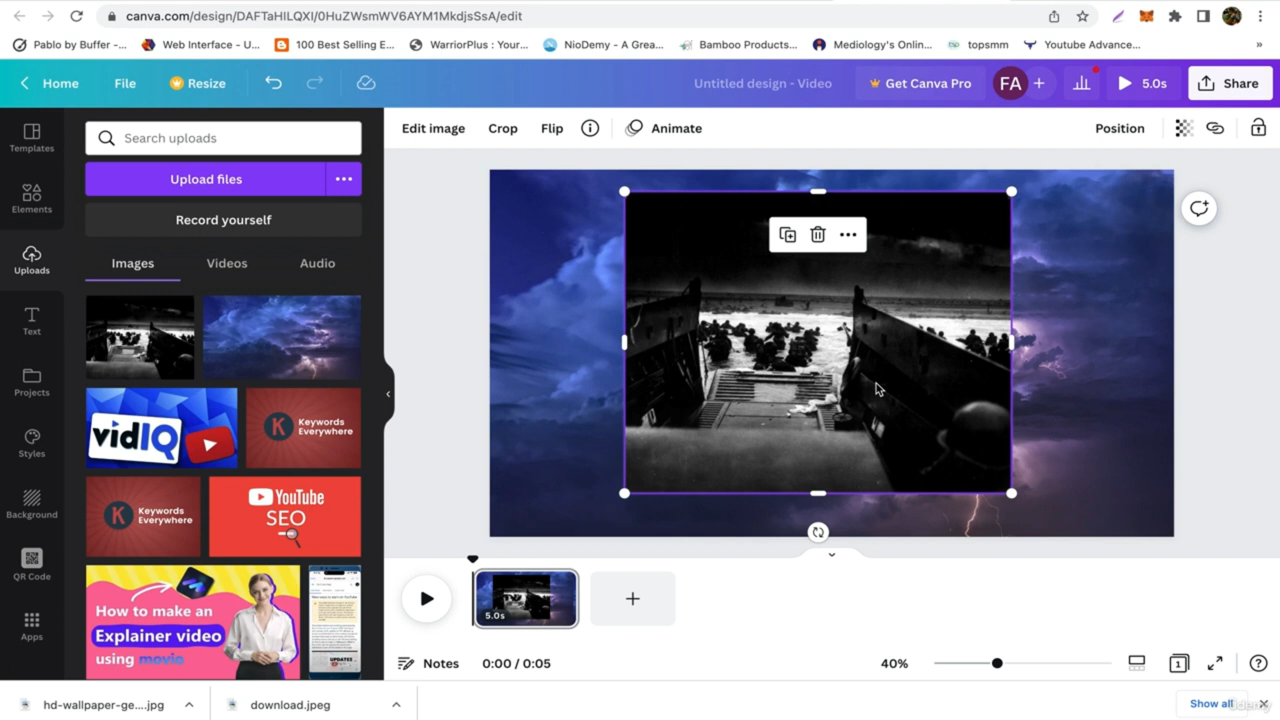 canva.com/design/DAFTaHILQXI/0HuZWsmWV6AYM1MkdjsSsA/edit
Pablo by Buffer -...
Web Interface - U...
100 Best Selling E...
WarriorPlus : Your...
NioDemy - A Grea...
Bamboo Products...
Mediology's Onlin...
topsmm
Youtube Advance...
»
Home
File
Resize
Untitled design - Video
Get Canva Pro
FA
+
5.0s
Share
Templates
Elements
Uploads
Text
Projects
Styles
Background
QR Code
Apps
Search uploads
Upload files
Record yourself
Images
Videos
Audio
vidIQ
Keywords
Everywhere
K
Keywords
Everywhere
K
YouTube
SEO
How to make an
Explainer video
using movio
UPDATES
Edit image
Crop
Flip
Animate
Position
5.0s
Notes
0:00 / 0:05
40%
1
?
hd-wallpaper-ge....jpg
download.jpeg
Show all
udemy